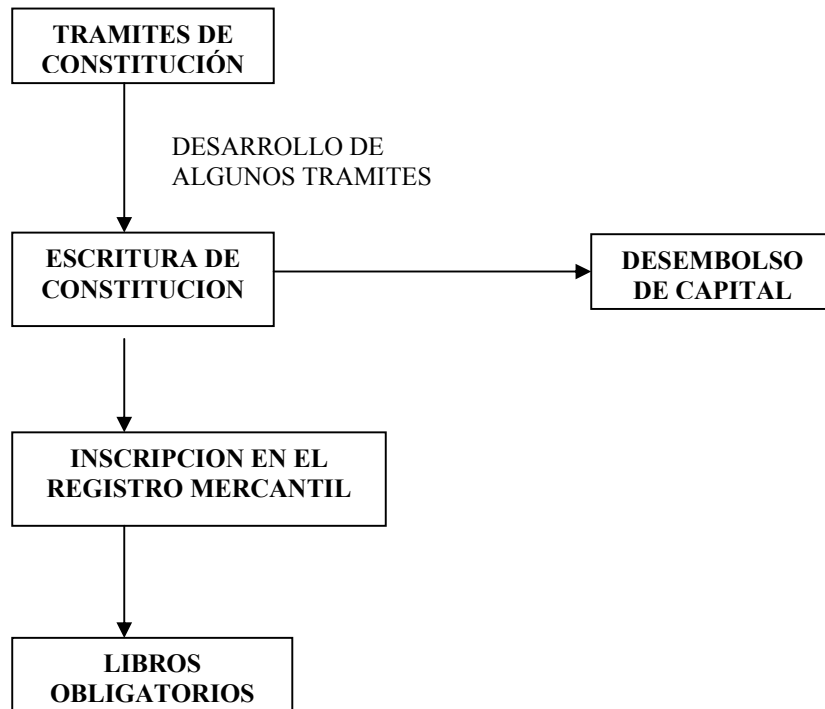 TRAMITES DE
CONSTITUCIÓN
DESARROLLO DE
ALGUNOS TRAMITES
ESCRITURA DE
CONSTITUCION
DESEMBOLSO
DE CAPITAL
INSCRIPCION EN EL
REGISTRO MERCANTIL
LIBROS
OBLIGATORIOS